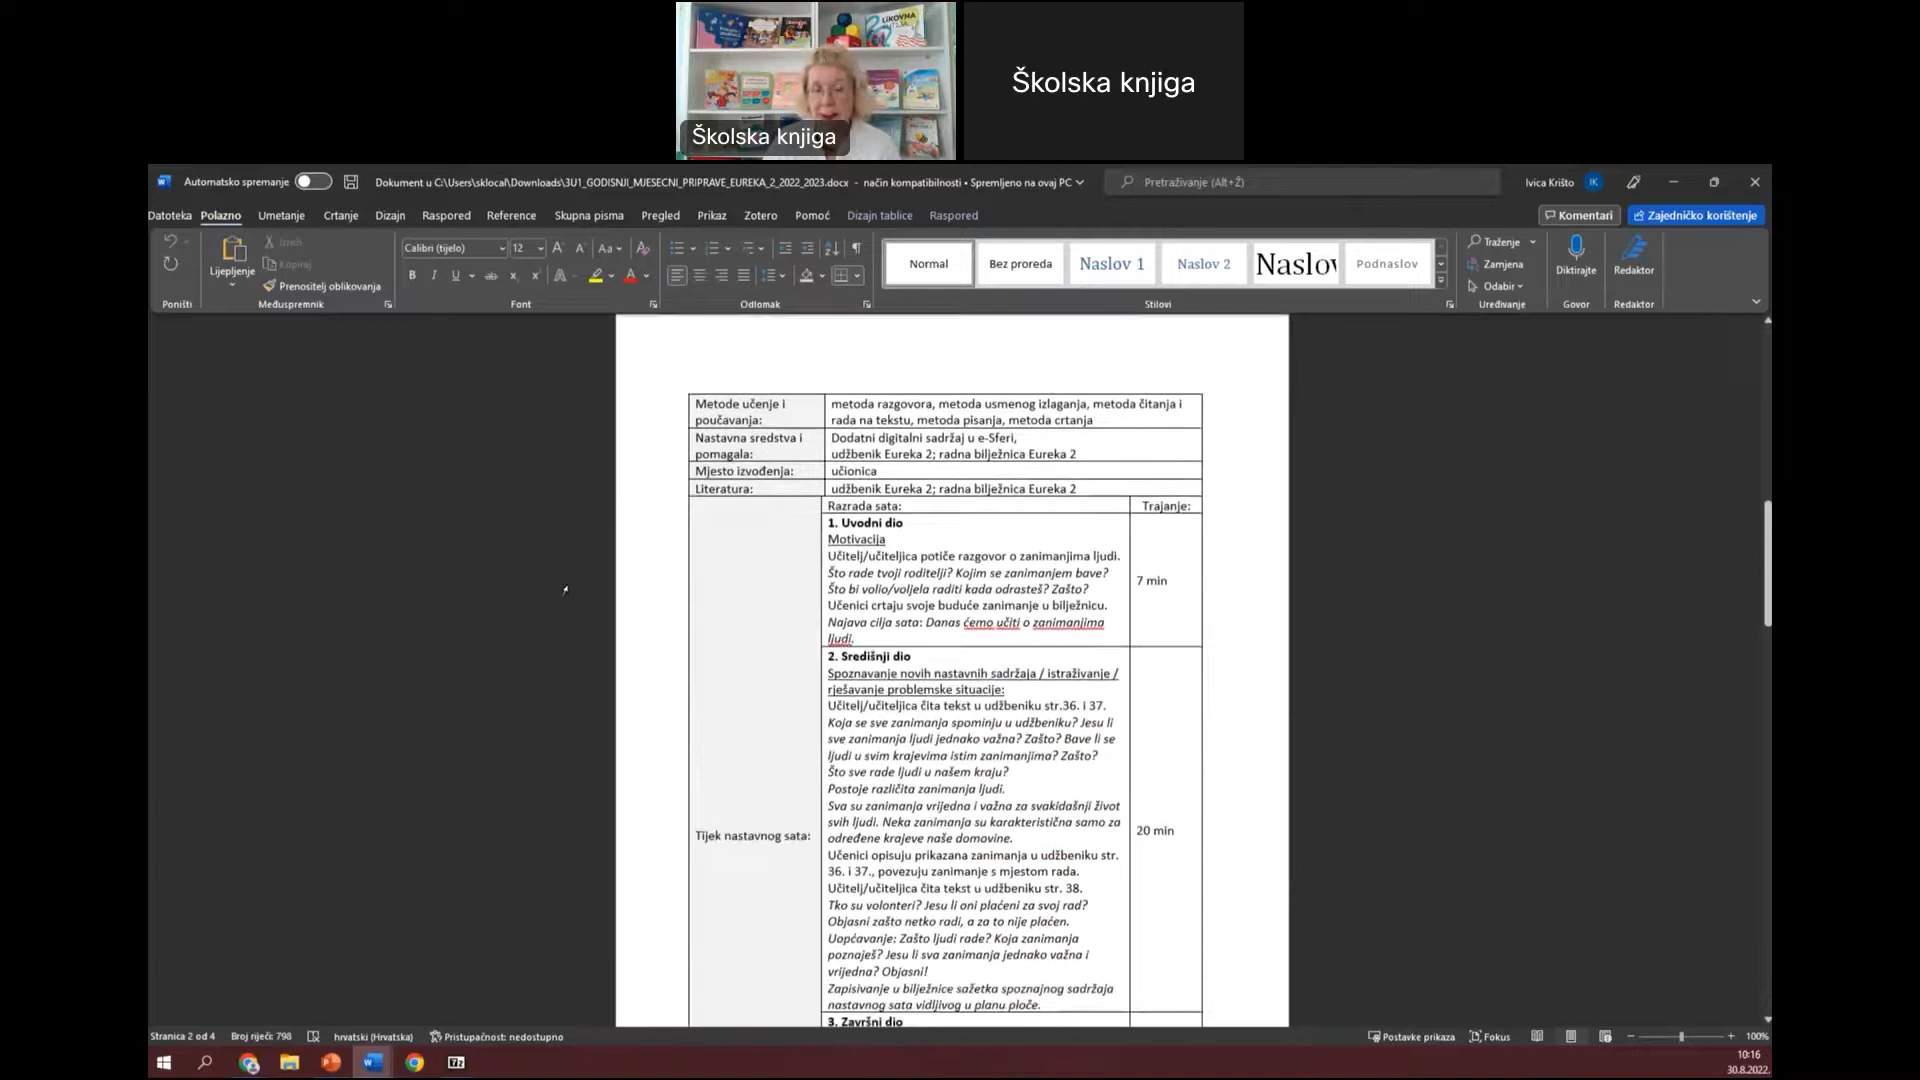 LIKOVNA
Školska knjiga
Školska knjiga
Automatsko spremanje
Dokument u C:\Users\sklocal\Downloads\3U1_GODISNJI_MJESECNI_PRIPRAVE_EUREKA_2_2022_2023.docx - način kompatibilnosti • Spremljeno na ovaj PC
Pretraživanje (Alt+Ž)
Ivica Krišto IK
Datoteka Polazno Umetanje Crtanje Dizajn Raspored Reference Skupna pisma Pregled Prikaz Zotero Pomoć Dizajn tablice Raspored
Komentari Zajedničko korištenje
Lijepljenje
Izreži
Kopiraj
Prenositelj oblikovanja
Calibri (tijelo) 12
Normal Bez proreda Naslov 1 Naslov 2 Naslov Podnaslov
Traženje
Zamjena
Odabir
Diktirajte
Redaktor
Poništi Međuspremnik Font Odlomak Stilovi Uređivanje Govor Redaktor
Metode učenje i
poučavanja:
metoda razgovora, metoda usmenog izlaganja, metoda čitanja i
rada na tekstu, metoda pisanja, metoda crtanja
Nastavna sredstva i
pomagala:
Dodatni digitalni sadržaj u e-Sferi,
udžbenik Eureka 2; radna bilježnica Eureka 2
Mjesto izvođenja: učionica
Literatura: udžbenik Eureka 2; radna bilježnica Eureka 2
Tijek nastavnog sata:
Razrada sata: Trajanje:
1. Uvodni dio
Motivacija
Učitelj/učiteljica potiče razgovor o zanimanjima ljudi.
Što rade tvoji roditelji? Kojim se zanimanjem bave?
Što bi volio/voljela raditi kada odrasteš? Zašto?
Učenici crtaju svoje buduće zanimanje u bilježnicu.
Najava cilja sata: Danas ćemo učiti o zanimanjima
ljudi.
7 min
2. Središnji dio
Spoznavanje novih nastavnih sadržaja / istraživanje /
rješavanje problemske situacije:
Učitelj/učiteljica čita tekst u udžbeniku str.36. i 37.
Koja se sve zanimanja spominju u udžbeniku? Jesu li
sve zanimanja ljudi jednako važna? Zašto? Bave li se
ljudi u svim krajevima istim zanimanjima? Zašto?
Što sve rade ljudi u našem kraju?
Postoje različita zanimanja ljudi.
Sva su zanimanja vrijedna i važna za svakidašnji život
svih ljudi. Neka zanimanja su karakteristična samo za
određene krajeve naše domovine.
Učenici opisuju prikazana zanimanja u udžbeniku str.
36. i 37., povezuju zanimanje s mjestom rada.
Učitelj/učiteljica čita tekst u udžbeniku str. 38.
Tko su volonteri? Jesu li oni plaćeni za svoj rad?
Objasni zašto netko radi, a za to nije plaćen.
Uopćavanje: Zašto ljudi rade? Koja zanimanja
poznaješ? Jesu li sva zanimanja jednako važna i
vrijedna? Objasni!
Zapisivanje u bilježnice sažetka spoznajnog sadržaja
nastavnog sata vidljivog u planu ploče.
20 min
3. Završni dio
Stranica 2 od 4 Broj riječi: 798 hrvatski (Hrvatska) Pristupačnost: nedostupno
Postavke prikaza Fokus 100%
10:16
30.8.2022.